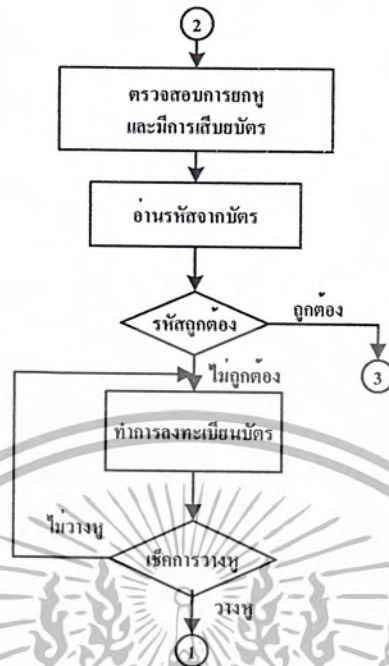 2
ตรวจสอบการยกหู
และมีการเสียบบัตร
อ่านรหัสจากบัตร
รหัสถูกต้อง
ถูกต้อง
3
ไม่ถูกต้อง
ทำการลงทะเบียนบัตร
ไม่วางหู
เช็คการวางหู
วางหู
1